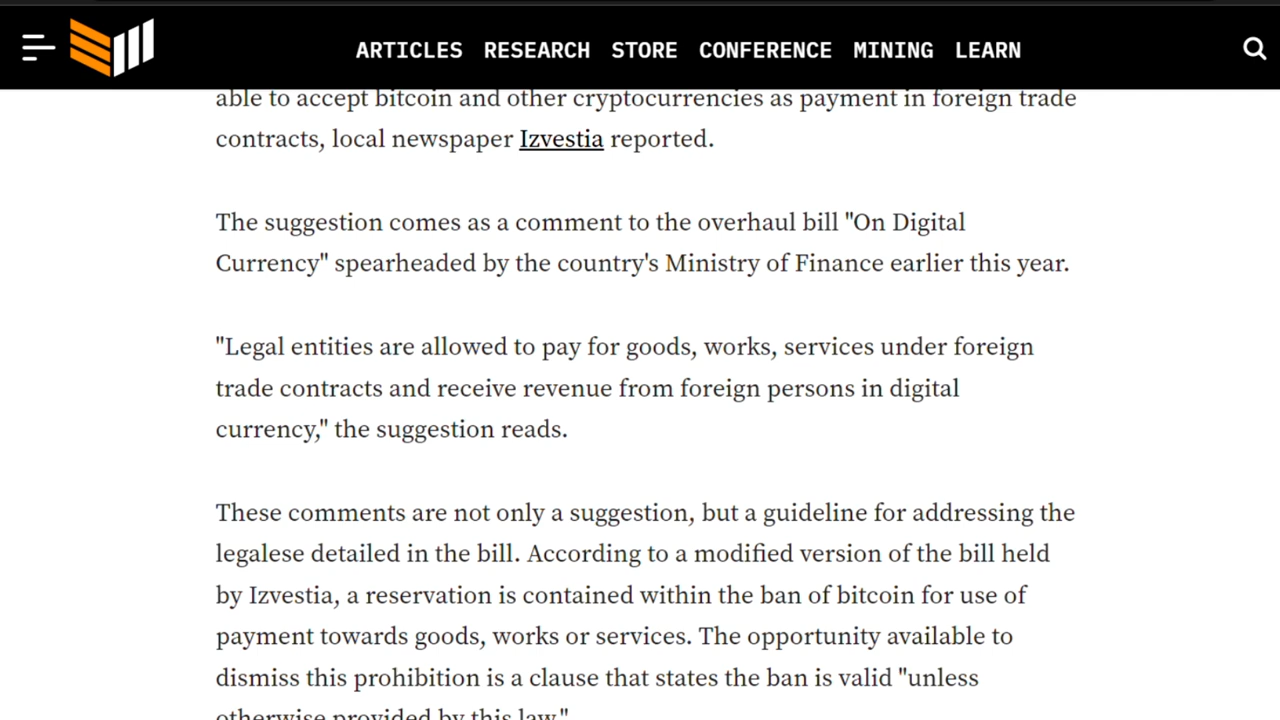 ARTICLES RESEARCH STORE CONFERENCE MINING LEARN
able to accept bitcoin and other cryptocurrencies as payment in foreign trade
contracts, local newspaper Izvestia reported.
The suggestion comes as a comment to the overhaul bill "On Digital
Currency" spearheaded by the country's Ministry of Finance earlier this year.
"Legal entities are allowed to pay for goods, works, services under foreign
trade contracts and receive revenue from foreign persons in digital
currency," the suggestion reads.
These comments are not only a suggestion, but a guideline for addressing the
legalese detailed in the bill. According to a modified version of the bill held
by Izvestia, a reservation is contained within the ban of bitcoin for use of
payment towards goods, works or services. The opportunity available to
dismiss this prohibition is a clause that states the ban is valid "unless
otherwise provided by this law."